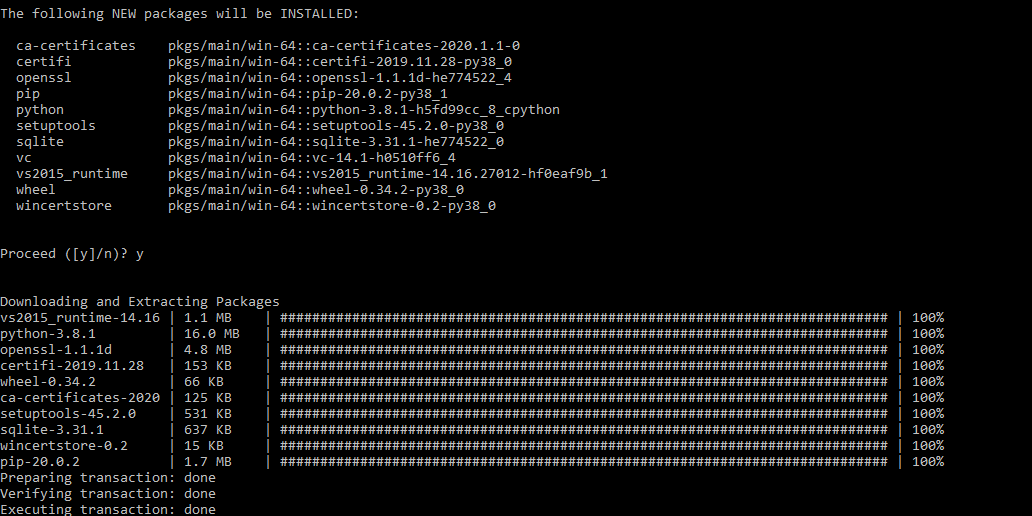 The following NEW packages will be INSTALLED:
ca-certificates    pkgs/main/win-64::ca-certificates-2020.1.1-0
certifi            pkgs/main/win-64::certifi-2019.11.28-py38_0
openssl            pkgs/main/win-64::openssl-1.1.1d-he774522_4
pip                pkgs/main/win-64::pip-20.0.2-py38_1
python             pkgs/main/win-64::python-3.8.1-h5fd99cc_8_cpython
setuptools         pkgs/main/win-64::setuptools-45.2.0-py38_0
sqlite             pkgs/main/win-64::sqlite-3.31.1-he774522_0
vc                 pkgs/main/win-64::vc-14.1-h0510ff6_4
vs2015_runtime     pkgs/main/win-64::vs2015_runtime-14.16.27012-hf0eaf9b_1
wheel              pkgs/main/win-64::wheel-0.34.2-py38_0
wincertstore       pkgs/main/win-64::wincertstore-0.2-py38_0
Proceed ([y]/n)? y
Downloading and Extracting Packages
vs2015_runtime-14.16 | 1.1 MB    | ############################################################################ | 100%
python-3.8.1         | 16.0 MB   | ############################################################################ | 100%
openssl-1.1.1d       | 4.8 MB    | ############################################################################ | 100%
certifi-2019.11.28   | 153 KB    | ############################################################################ | 100%
wheel-0.34.2         | 66 KB     | ############################################################################ | 100%
ca-certificates-2020 | 125 KB    | ############################################################################ | 100%
setuptools-45.2.0    | 531 KB    | ############################################################################ | 100%
sqlite-3.31.1        | 637 KB    | ############################################################################ | 100%
wincertstore-0.2     | 15 KB     | ############################################################################ | 100%
pip-20.0.2           | 1.7 MB    | ############################################################################ | 100%
Preparing transaction: done
Verifying transaction: done
Executing transaction: done